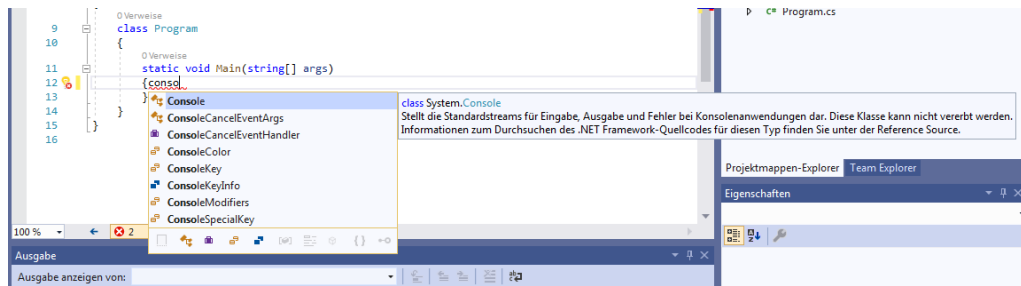 0 Verweise
C# Program.cs
9 class Program
10 {
0 Verweise
11 static void Main(string[] args)
12 {conso
13 }
14 }
15 }
16
Console
ConsoleCancelEventArgs
ConsoleCancelEventHandler
ConsoleColor
ConsoleKey
ConsoleKeyInfo
ConsoleModifiers
ConsoleSpecialKey
class System.Console
Stellt die Standardstreams für Eingabe, Ausgabe und Fehler bei Konsolenanwendungen dar. Diese Klasse kann nicht vererbt werden.
Informationen zum Durchsuchen des .NET Framework-Quellcodes für diesen Typ finden Sie unter der Reference Source.
Projektmappen-Explorer Team Explorer
Eigenschaften
100 % 2
Ausgabe
Ausgabe anzeigen von: